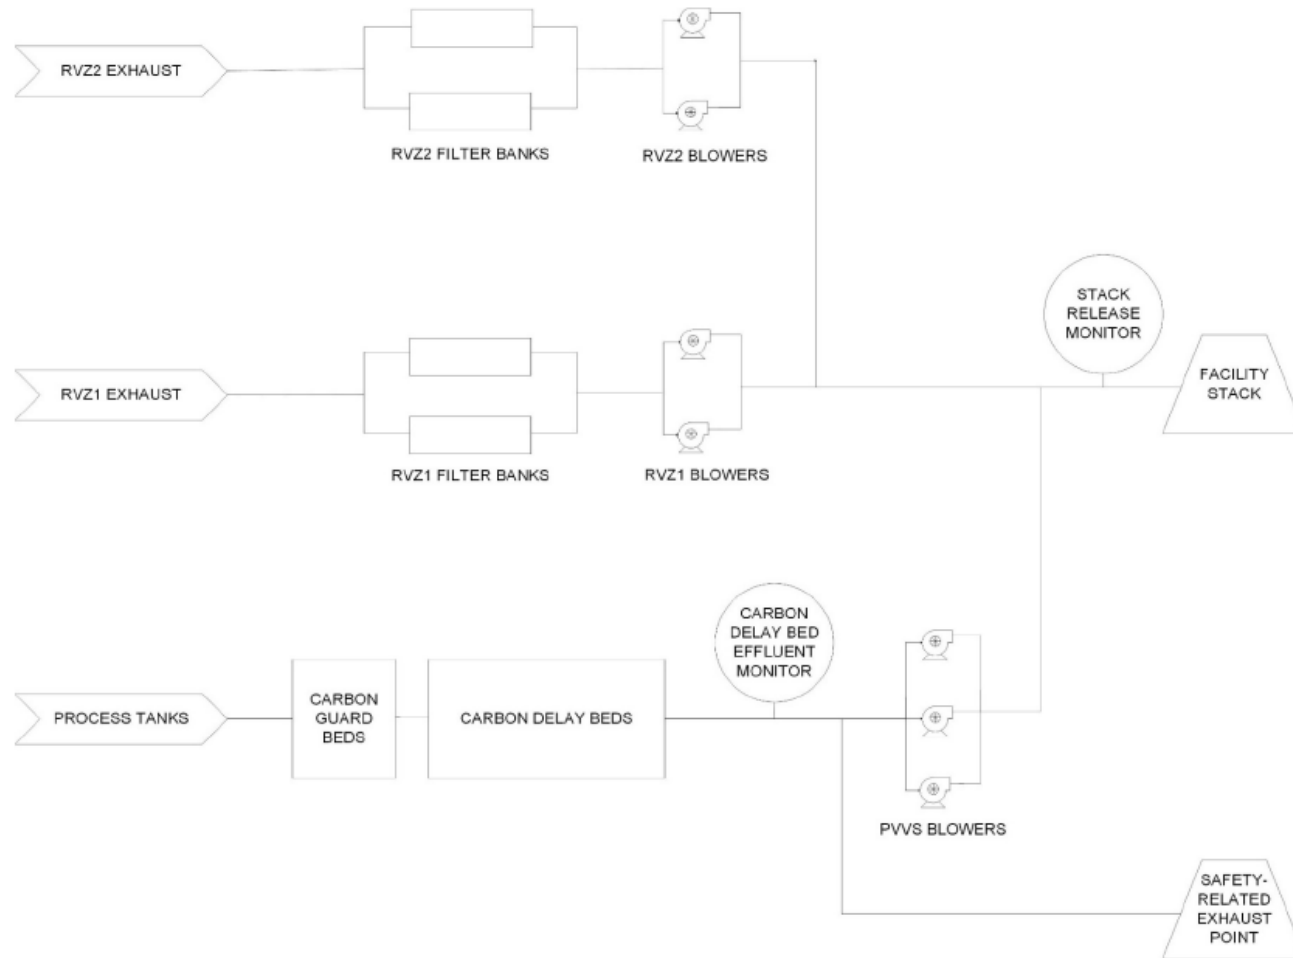 RVZ2 EXHAUST
RVZ2 FILTER BANKS
RVZ2 BLOWERS
STACK
RELEASE
MONITOR
RVZ1 EXHAUST
FACILITY
STACK
RVZ1 FILTER BANKS
RVZ1 BLOWERS
CARBON
DELAY BED
EFFLUENT
MONITOR
PROCESS TANKS
CARBON
GUARD
BEDS
CARBON DELAY BEDS
PVVS BLOWERS
SAFETY-
RELATED
EXHAUST
POINT